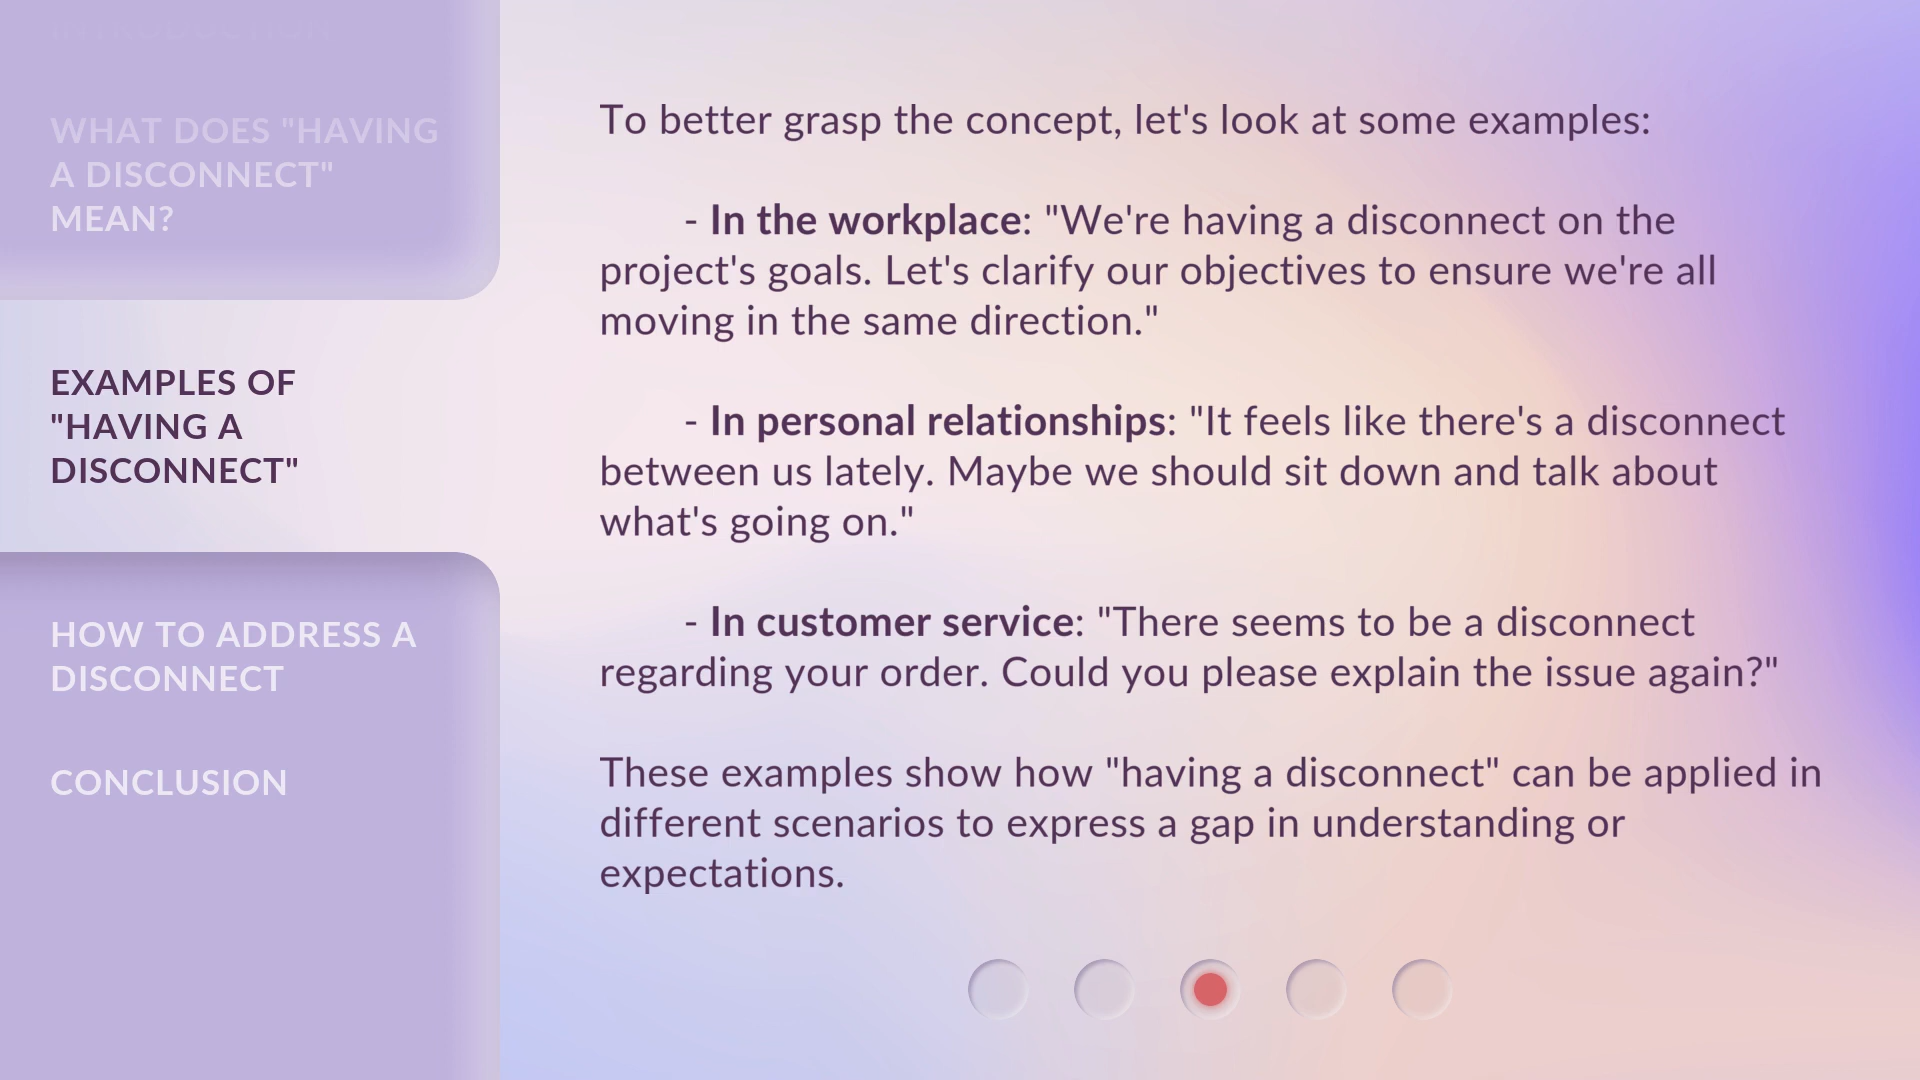 INTRODUCTION
WHAT DOES "HAVING
A DISCONNECT"
MEAN?
EXAMPLES OF
"HAVING A
DISCONNECT"
HOW TO ADDRESS A
DISCONNECT
CONCLUSION
To better grasp the concept, let's look at some examples:
- In the workplace: "We're having a disconnect on the
project's goals. Let's clarify our objectives to ensure we're all
moving in the same direction."
- In personal relationships: "It feels like there's a disconnect
between us lately. Maybe we should sit down and talk about
what's going on."
- In customer service: "There seems to be a disconnect
regarding your order. Could you please explain the issue again?"
These examples show how "having a disconnect" can be applied in
different scenarios to express a gap in understanding or
expectations.